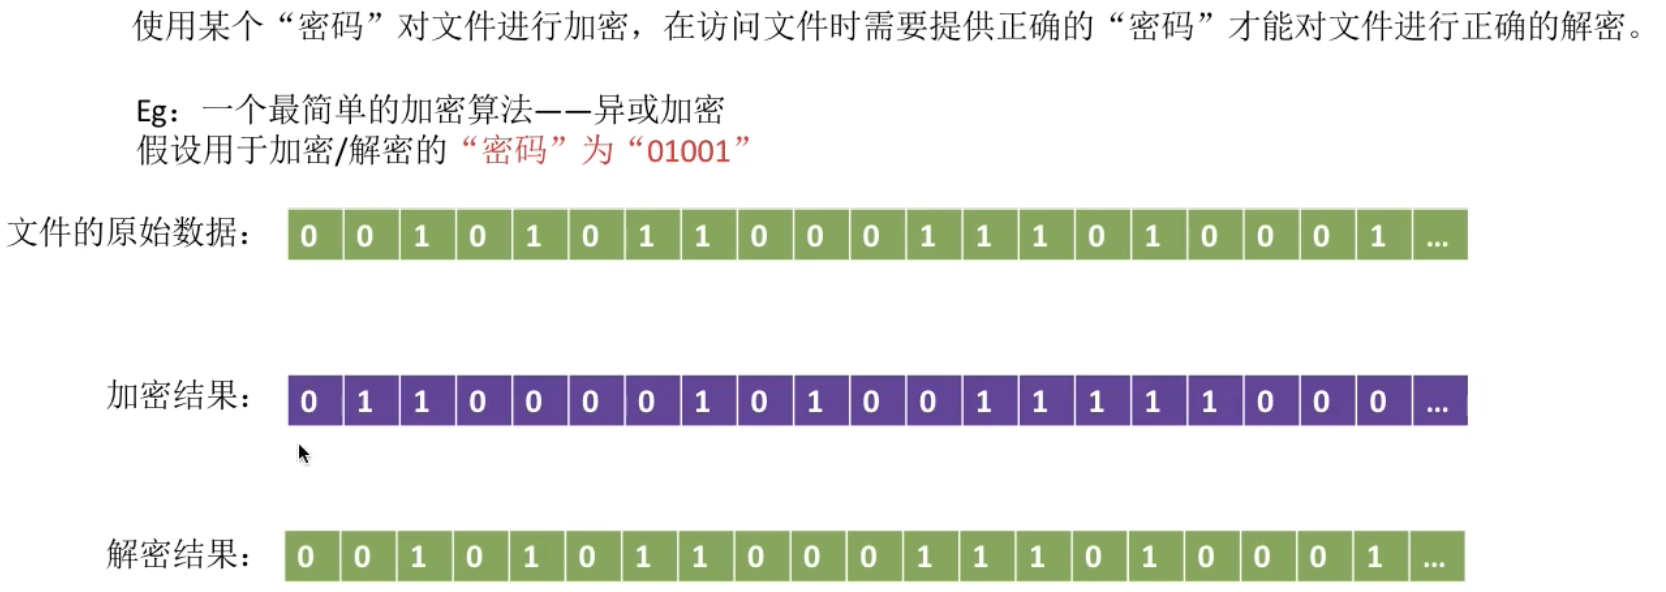 使用某个“密码”对文件进行加密，在访问文件时需要提供正确的“密码”才能对文件进行正确的解密。
Eg：一个最简单的加密算法——异或加密
假设用于加密/解密的“密码”为“01001”
文件的原始数据： 0 0 1 0 1 0 1 1 0 0 0 1 1 1 0 1 0 0 0 1 ...
加密结果： 0 1 1 0 0 0 0 1 0 1 0 0 1 1 1 1 1 0 0 0 ...
解密结果： 0 0 1 0 1 0 1 1 0 0 0 1 1 1 0 1 0 0 0 1 ...